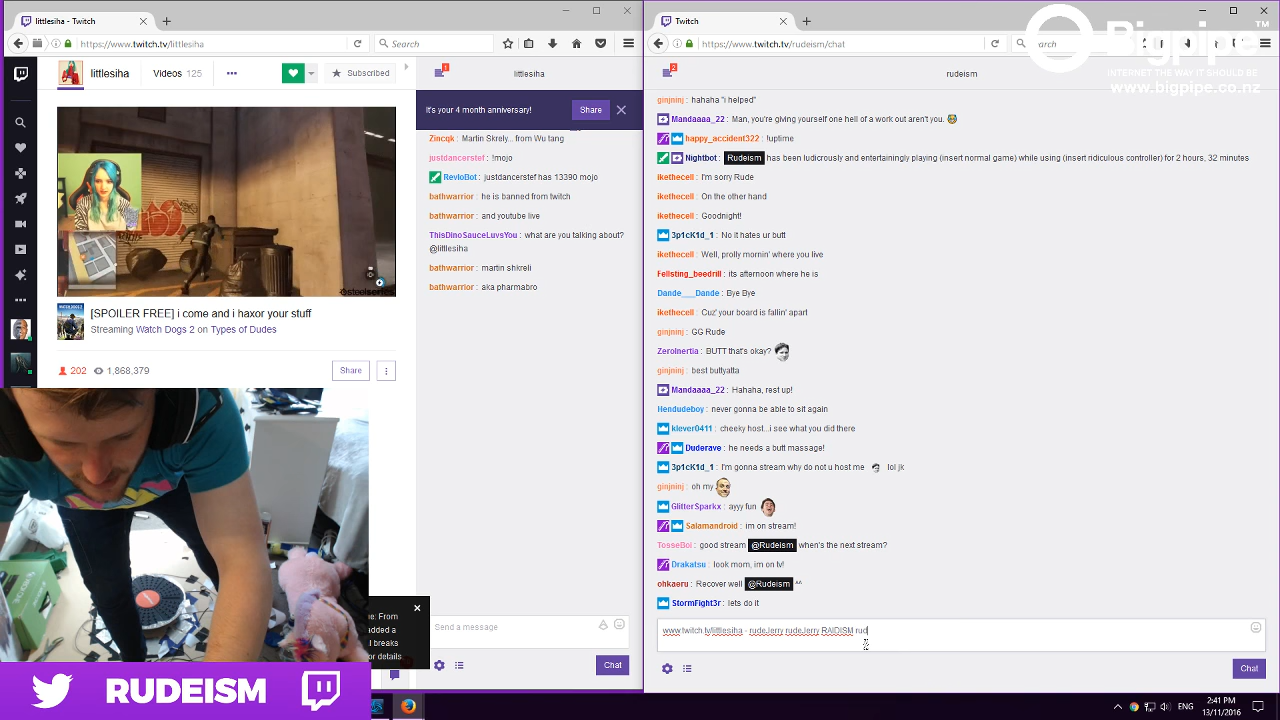 littlesiha - Twitch
https://www.twitch.tv/littlesiha
Search
littlesiha
Videos 125
Subscribed
1
littlesiha
It's your 4 month anniversary!
Share
Zincqk : Martin Skrely... from Wu tang
justdancerstef : !mojo
RevloBot : justdancerstef has 13390 mojo
bathwarrior : he is banned from twitch
bathwarrior : and youtube live
ThisDinoSauceLuvsYou : what are you talking about?
@littlesiha
bathwarrior : martin shkreli
bathwarrior : aka pharmabro
steelseries
[SPOILER FREE] i come and i haxor your stuff
Streaming Watch Dogs 2 on Types of Dudes
202 1,868,379
Share
Send a message
Chat
e: From
added a
breaks
or details
RUDEISM
Twitch
https://www.twitch.tv/rudeism/chat
Bigpipe ™
INTERNET THE WAY IT SHOULD BE
www.bigpipe.co.nz
2
rudeism
ginjninj : hahaha "i helped"
Mandaaaa_22 : Man, you're giving yourself one hell of a work out aren't you.
happy_accident322 : !uptime
Nightbot : Rudeism has been ludicrously and entertainingly playing (insert normal game) while using (insert ridiculous controller) for 2 hours, 32 minutes
ikethecell : I'm sorry Rude
ikethecell : On the other hand
ikethecell : Goodnight!
3p1cK1d_1 : No it hates ur butt
ikethecell : Well, prolly mornin' where you live
Fellsting_beedrill : its afternoon where he is
Dande___Dande : Bye Bye
ikethecell : Cuz' your board is fallin' apart
ginjninj : GG Rude
ZeroInertia : BUTT that's okay?
ginjninj : best buttyatta
Mandaaaa_22 : Hahaha, rest up!
Hendudeboy : never gonna be able to sit again
klever0411 : cheeky host...i see what you did there
Duderave : he needs a butt massage!
3p1cK1d_1 : I'm gonna stream why do not u host me lol jk
ginjninj : oh my
GlitterSparkx : ayyy fun
Salamandroid : im on stream!
TosseBoi : good stream @Rudeism when's the next stream?
Drakatsu : look mom, im on tv!
ohkaeru : Recover well @Rudeism ^^
StormFight3r : lets do it
www.twitch.tv/littlesiha - rudeJerry rudeJerry RAIDISM rud
Chat
ENG
2:41 PM
13/11/2016